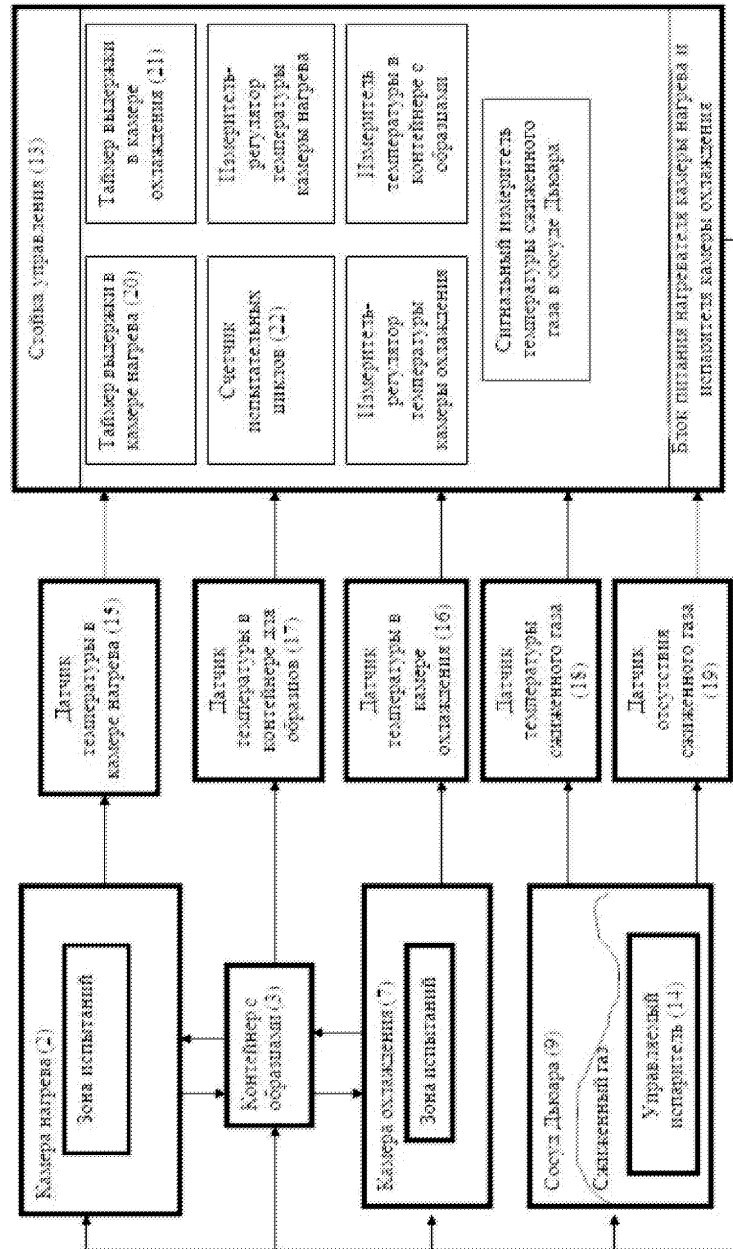 Камера нагрева (2)
Зона испытаний
Контейнер с
образцами (3)
Камера охлаждения (7)
Зона испытаний
Сосуд Дьюара (9)
Сжиженный газ
Управляемый
испаритель (14)
Датчик
температуры в
камере нагрева (15)
Датчик
температуры в
контейнере для
образцов (17)
Датчик
температуры в
камере
охлаждения (16)
Датчик
температуры
сжиженного газа
(18)
Датчик
отсутствия
сжиженного газа
(19)
Стойка управления (13)
Таймер выдержки в
камере нагрева (20)
Таймер выдержки
в камере
охлаждения (21)
Счетчик
испытательных
циклов (22)
Измеритель-
регулятор
температуры
камеры нагрева
Измеритель-
регулятор
температуры
камеры охлаждения
Измеритель
температуры в
контейнере с
образцами
Сигнальный измеритель
температуры сжиженного
газа в сосуде Дьюара
Блок питания нагревателя камеры нагрева и
испарителя камеры охлаждения